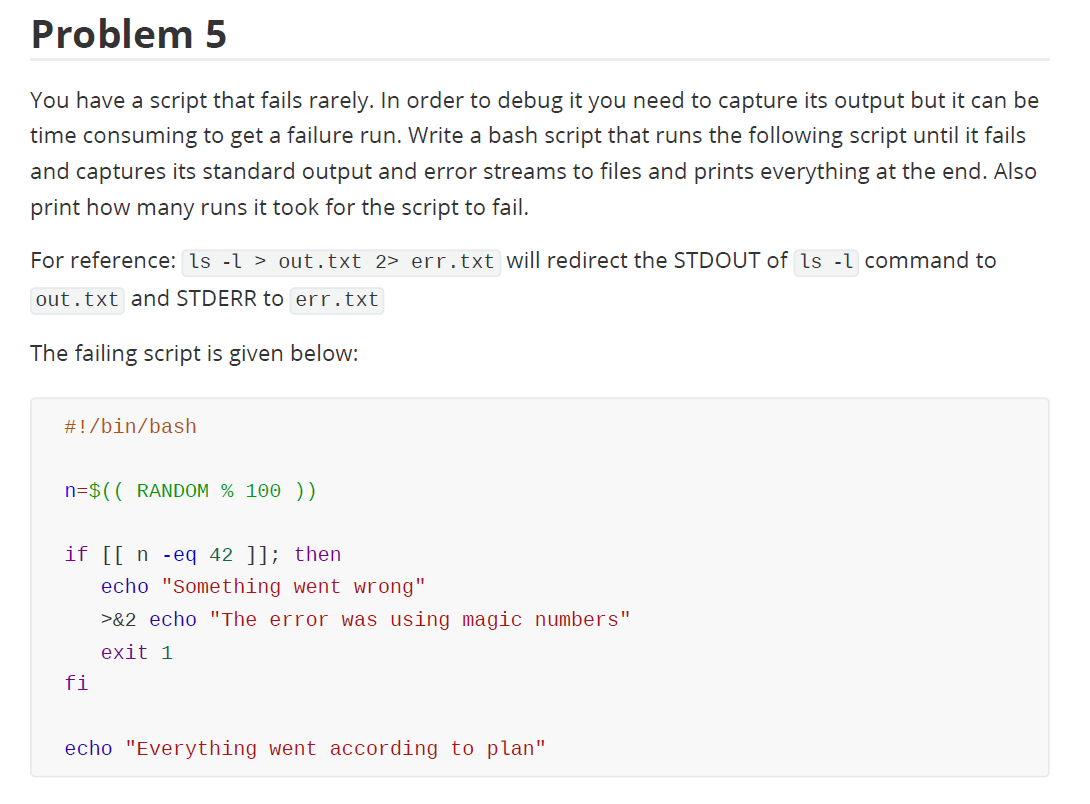 Problem 5
You have a script that fails rarely. In order to debug it you need to capture its output but it can be
time consuming to get a failure run. Write a bash script that runs the following script until it fails
and captures its standard output and error streams to files and prints everything at the end. Also
print how many runs it took for the script to fail.
For reference: ls -l > out.txt 2> err.txt will redirect the STDOUT of ls -l command to
out.txt and STDERR to err.txt
The failing script is given below:
#!/bin/bash
n=$(( RANDOM % 100 ))
if [[ n -eq 42 ]]; then
echo "Something went wrong"
>&2 echo "The error was using magic numbers"
exit 1
fi
echo "Everything went according to plan"